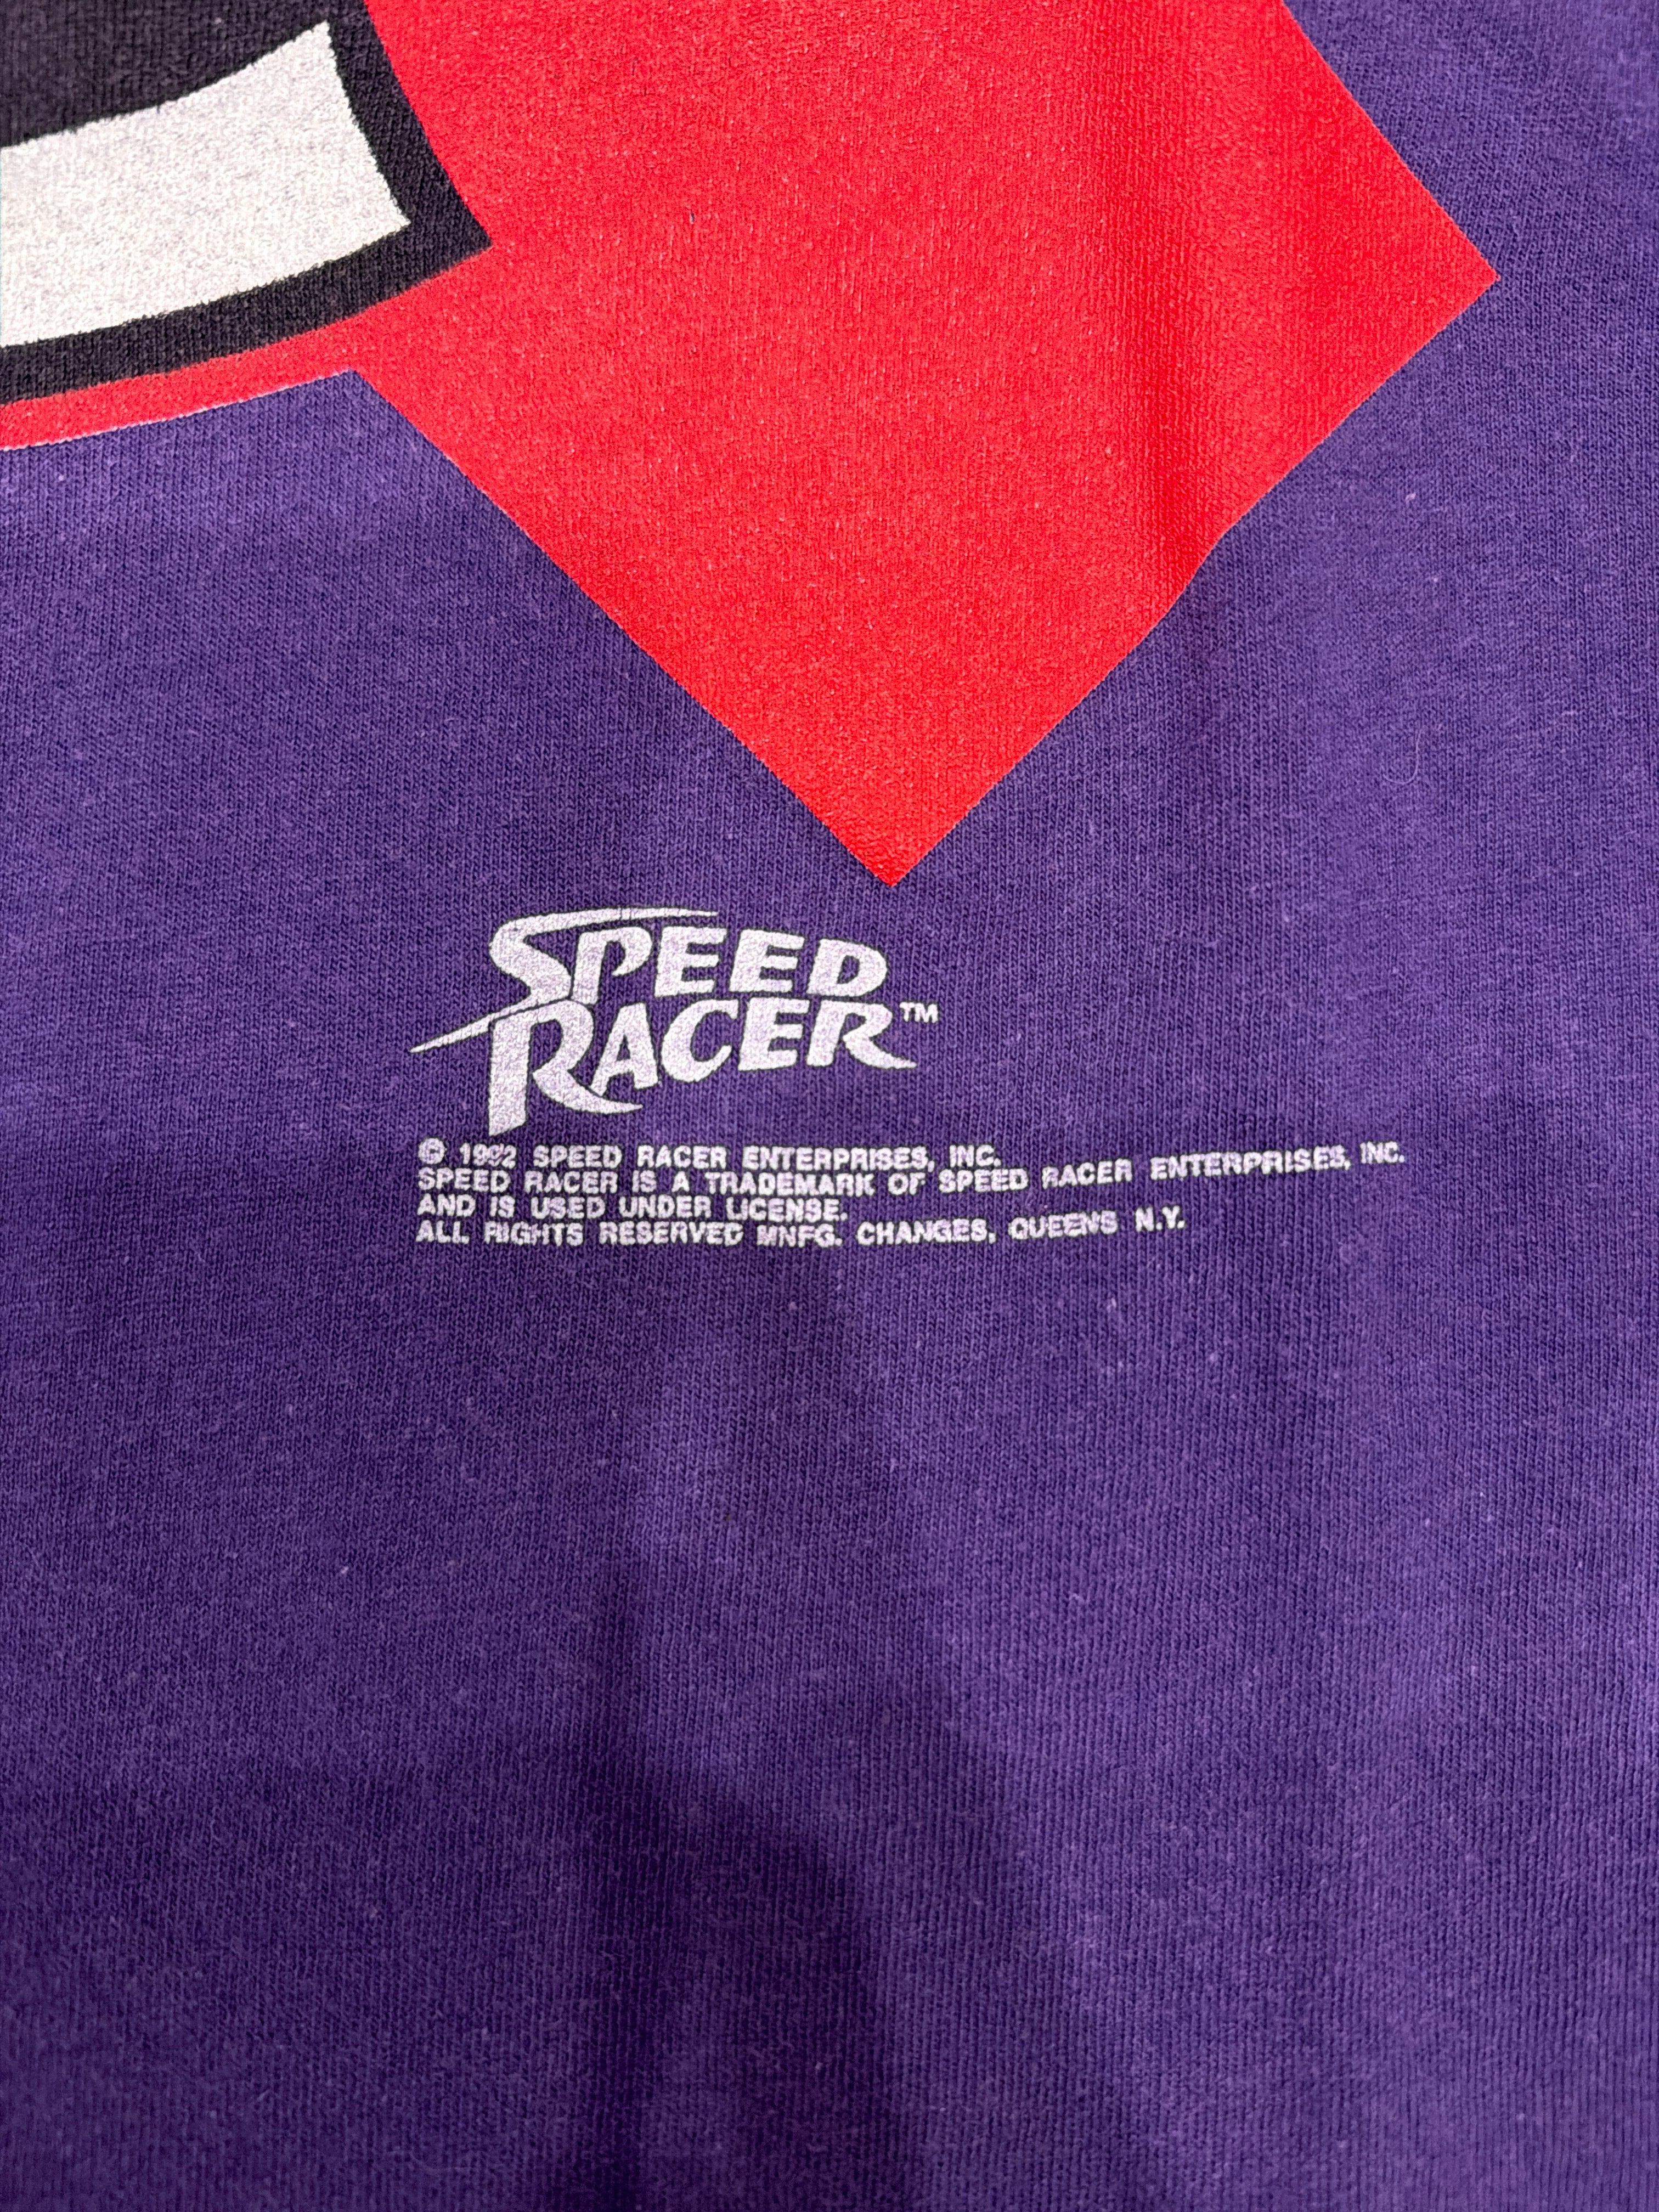 SPEED
RACER™
© 1992 SPEED RACER ENTERPRISES, INC.
SPEED RACER IS A TRADEMARK OF SPEED RACER ENTERPRISES, INC.
AND IS USED UNDER LICENSE.
ALL RIGHTS RESERVED MNFG. CHANGES, QUEENS N.Y.